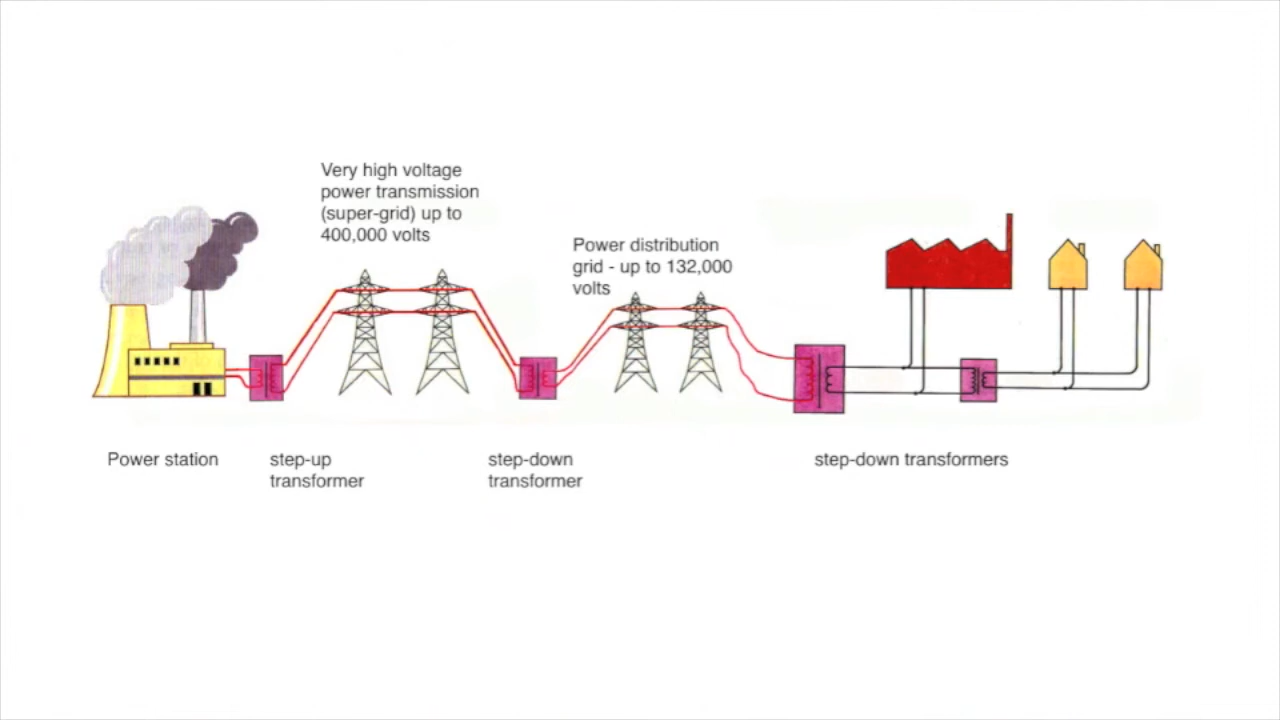 Very high voltage
power transmission
(super-grid) up to
400,000 volts
Power distribution
grid - up to 132,000
volts
Power station
step-up
transformer
step-down
transformer
step-down transformers